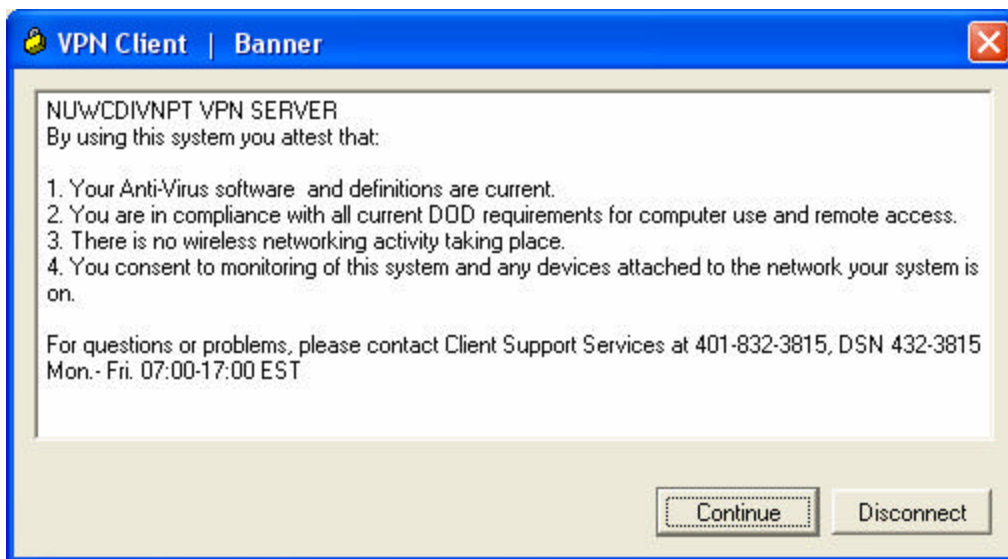 VPN Client | Banner
NUWCDIVNPT VPN SERVER
By using this system you attest that:
1. Your Anti-Virus software  and definitions are current.
2. You are in compliance with all current DOD requirements for computer use and remote access.
3. There is no wireless networking activity taking place.
4. You consent to monitoring of this system and any devices attached to the network your system is
on.
For questions or problems, please contact Client Support Services at 401-832-3815, DSN 432-3815
Mon.- Fri. 07:00-17:00 EST
Continue Disconnect